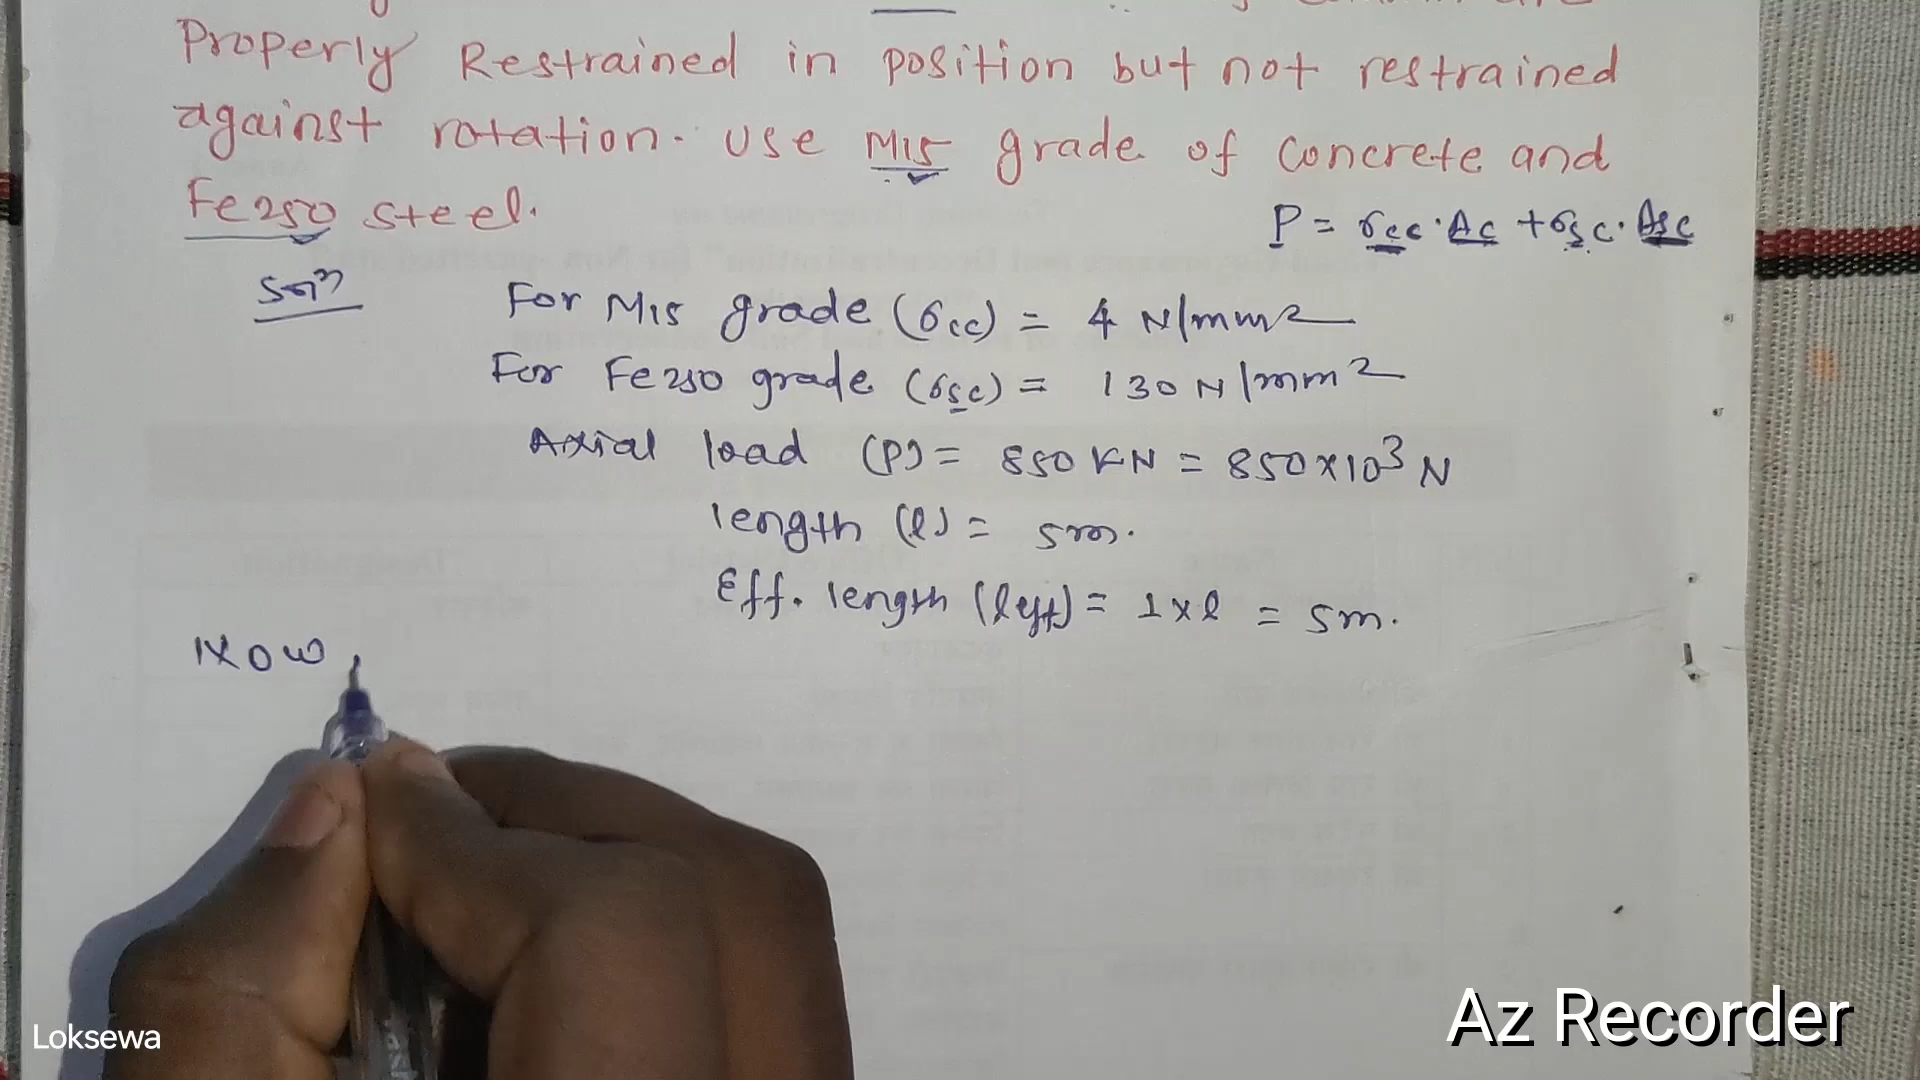 Properly Restrained in position but not restrained
against rotation. Use M15 grade of concrete and
Fe250 steel.
P = σcc.Ac + σsc.Asc
Solⁿ
For M15 grade (σcc) = 4 N/mm2
For Fe250 grade (σsc) = 130 N/mm2
Axial load (P) = 850 KN = 850×10³ N
length (l) = 5m.
Eff. length (leff) = 1×l = 5m.
Now,
Az Recorder
Loksewa